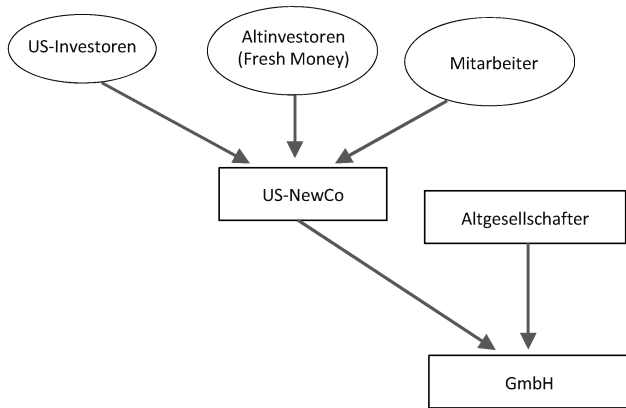 US-Investoren
Altinvestoren
(Fresh Money)
Mitarbeiter
US-NewCo
Altgesellschafter
GmbH